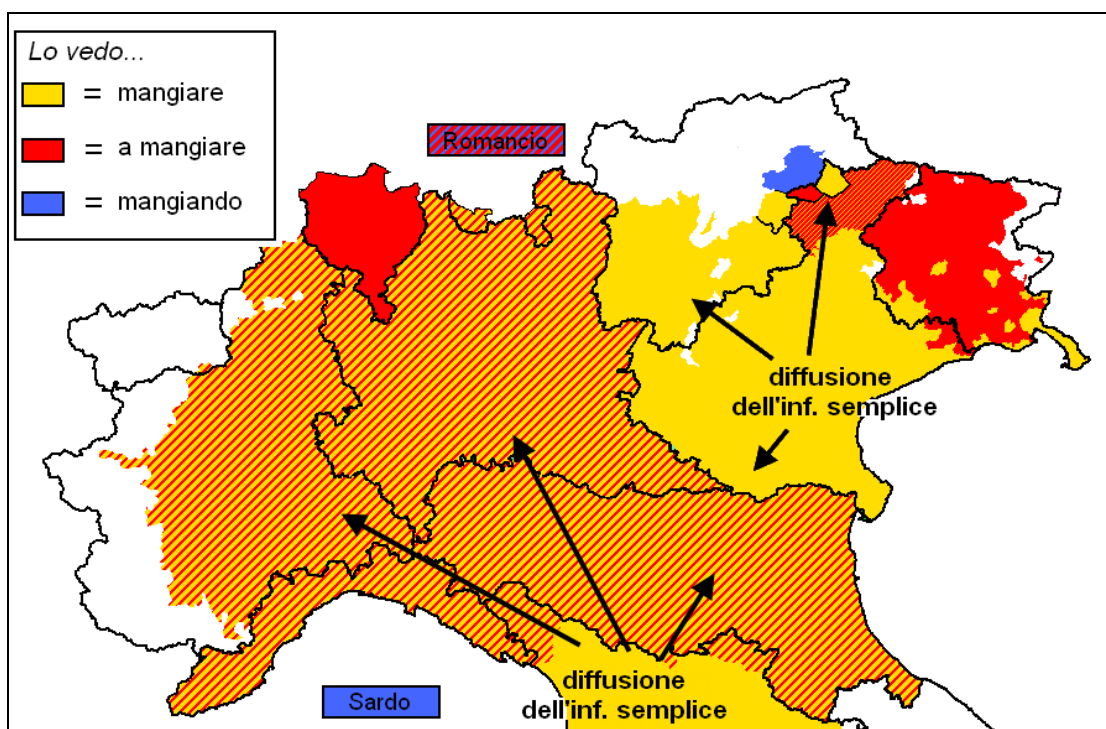 Lo vedo...
= mangiare
= a mangiare
= mangiando
Romancio
diffusione
dell'inf. semplice
diffusione
dell'inf. semplice
Sardo